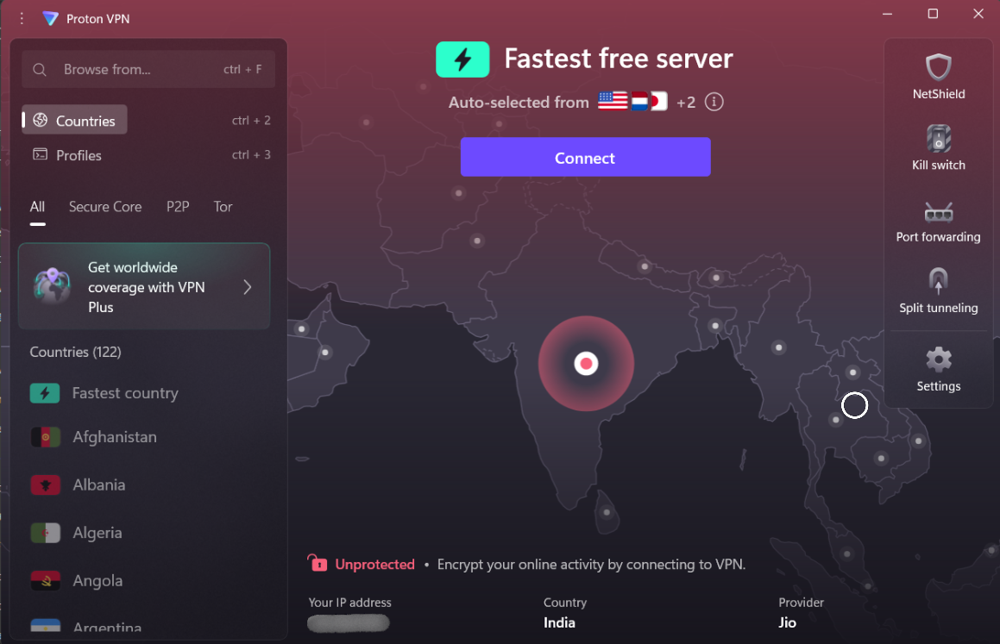 Proton VPN
Browse from...
ctrl + F
Countries
ctrl + 2
Profiles
ctrl + 3
All
Secure Core
P2P
Tor
Get worldwide
coverage with VPN
Plus
Countries (122)
Fastest country
Afghanistan
Albania
Algeria
Angola
Argentina
Fastest free server
Auto-selected from
+2
Connect
Unprotected • Encrypt your online activity by connecting to VPN.
Your IP address
Country
India
Provider
Jio
NetShield
Kill switch
Port forwarding
Split tunneling
Settings